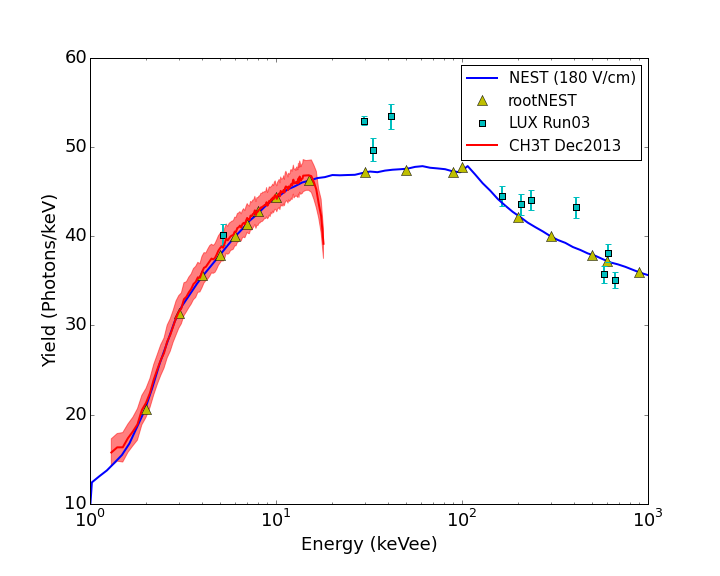 60
50
40
30
20
10
Yield (Photons/keV)
NEST (180 V/cm)
rootNEST
LUX Run03
CH3T Dec2013
10^0 10^1 10^2 10^3
Energy (keVee)